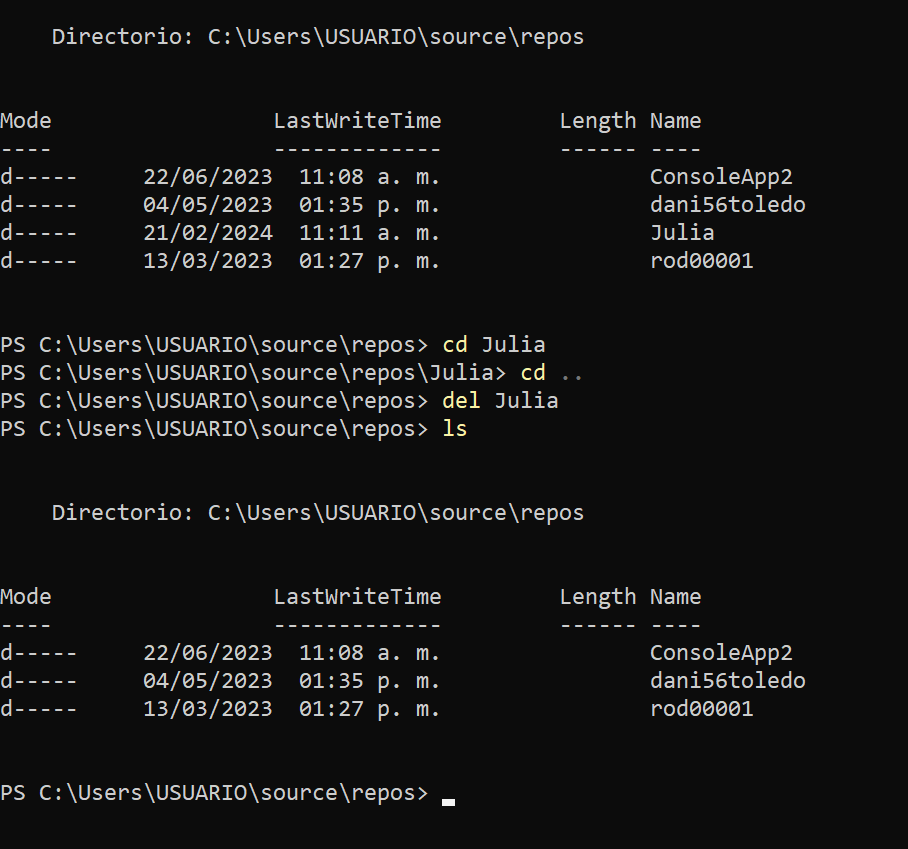 Directorio: C:\Users\USUARIO\source\repos
Mode                 LastWriteTime         Length Name
----                 -------------         ------ ----
d-----     22/06/2023  11:08 a. m.                ConsoleApp2
d-----     04/05/2023  01:35 p. m.                dani56toledo
d-----     21/02/2024  11:11 a. m.                Julia
d-----     13/03/2023  01:27 p. m.                rod00001
PS C:\Users\USUARIO\source\repos> cd Julia
PS C:\Users\USUARIO\source\repos\Julia> cd ..
PS C:\Users\USUARIO\source\repos> del Julia
PS C:\Users\USUARIO\source\repos> ls
Directorio: C:\Users\USUARIO\source\repos
Mode                 LastWriteTime         Length Name
----                 -------------         ------ ----
d-----     22/06/2023  11:08 a. m.                ConsoleApp2
d-----     04/05/2023  01:35 p. m.                dani56toledo
d-----     13/03/2023  01:27 p. m.                rod00001
PS C:\Users\USUARIO\source\repos>